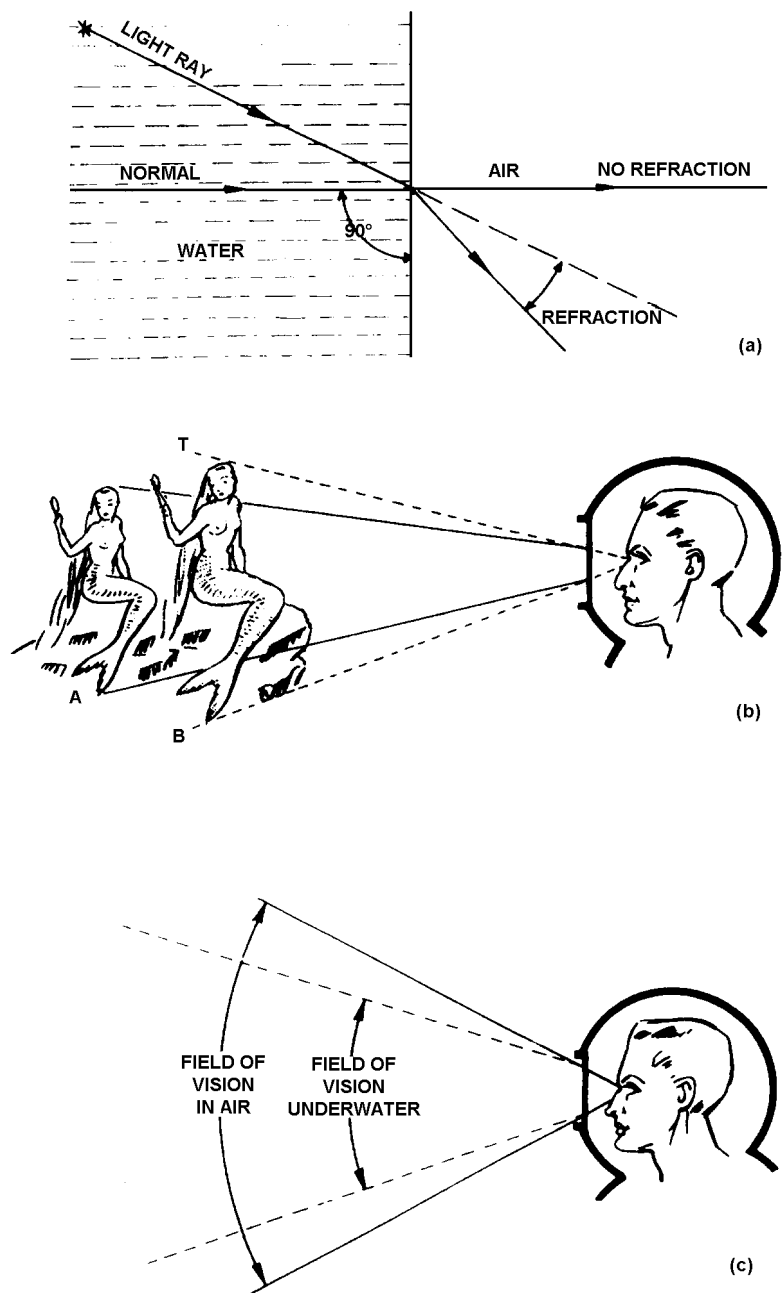 LIGHT RAY
NORMAL
AIR
NO REFRACTION
90°
WATER
REFRACTION
(a)
T
A
B
(b)
FIELD OF
VISION
IN AIR
FIELD OF
VISION
UNDERWATER
(c)